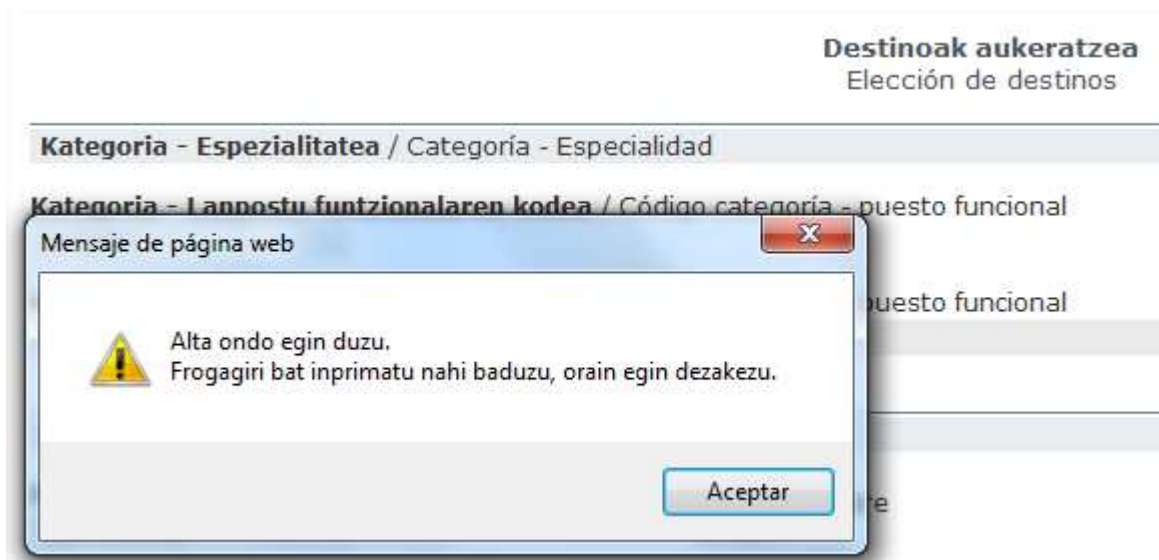 Destinoak aukeratzea
Elección de destinos
Kategoria - Espezialitatea / Categoría - Especialidad
Kategoria - Lanpostu funtzionalaren kodea / Código categoría - puesto funcional
Mensaje de página web
puesto funcional
Alta ondo egin duzu.
Frogagiri bat inprimatu nahi baduzu, orain egin dezakezu.
Aceptar